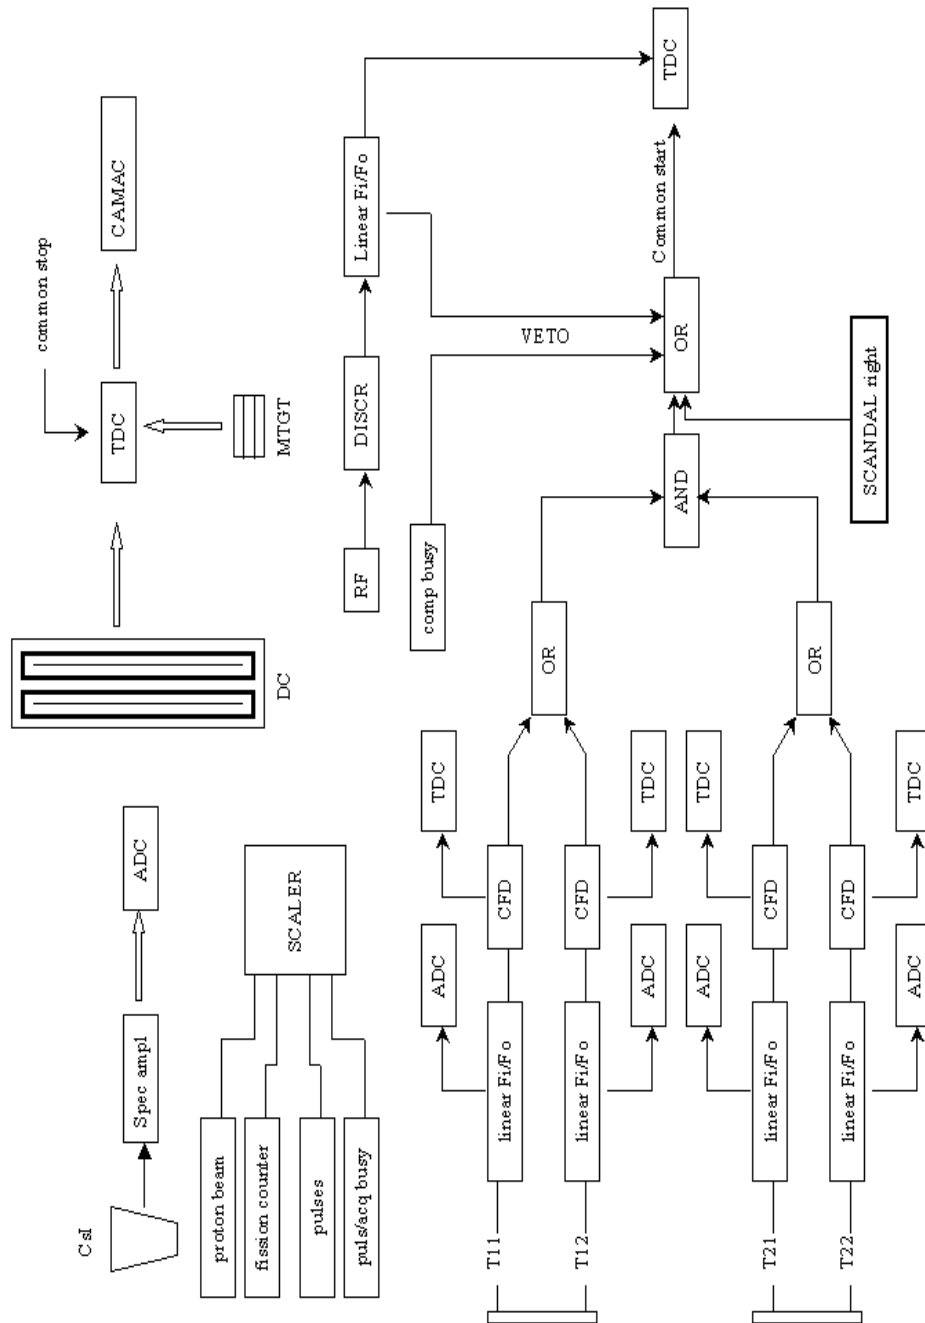 CsI
Spec ampl
ADC
DC
TDC
common stop
MTGT
CAMAC
proton beam
fission counter
pulses
puls/acq busy
SCALER
RF
DISCR
Linear Fi/Fo
TDC
comp busy
VETO
T11
linear Fi/Fo
ADC
CFD
TDC
T12
linear Fi/Fo
ADC
CFD
TDC
OR
T21
linear Fi/Fo
ADC
CFD
TDC
T22
linear Fi/Fo
ADC
CFD
TDC
OR
AND
OR
Common start
SCANDAL right